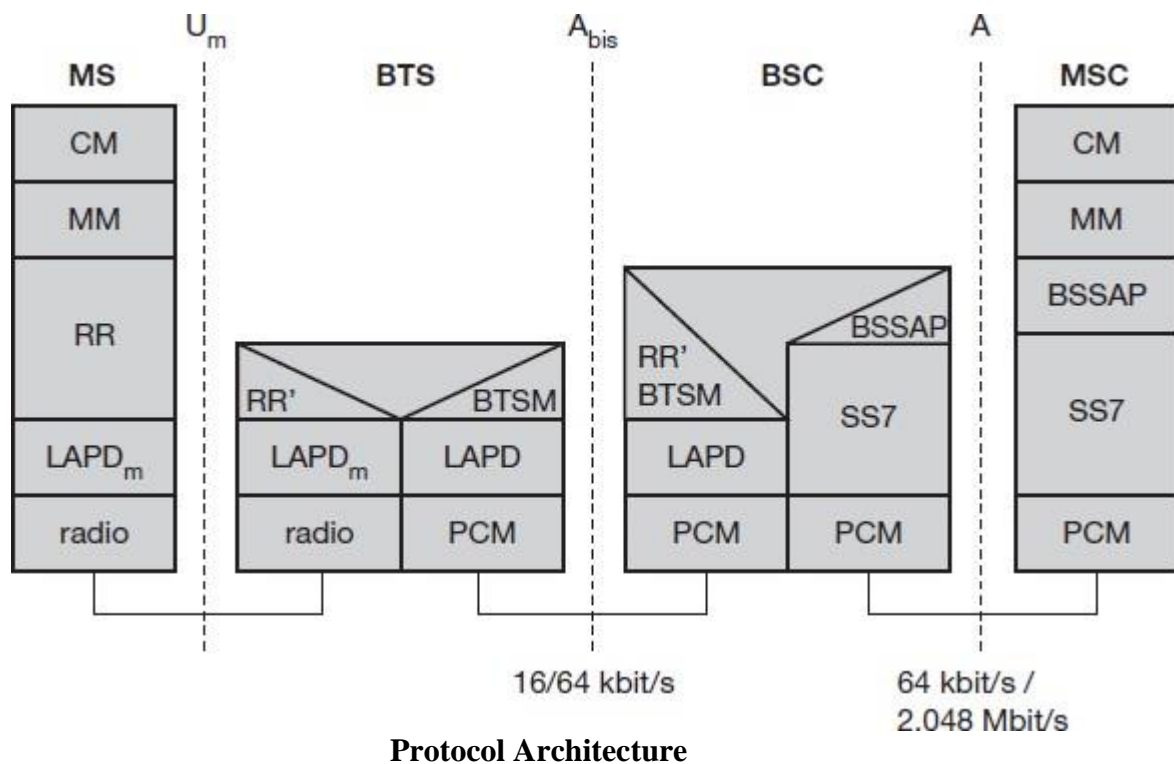 Um Abis A
MS BTS BSC MSC
CM CM
MM MM
RR BSSAP
RR’ BTSM RR’ BSSAP
BTSM SS7 SS7
LAPDm LAPDm LAPD LAPD
radio radio PCM PCM PCM PCM
16/64 kbit/s 64 kbit/s /
2.048 Mbit/s
Protocol Architecture